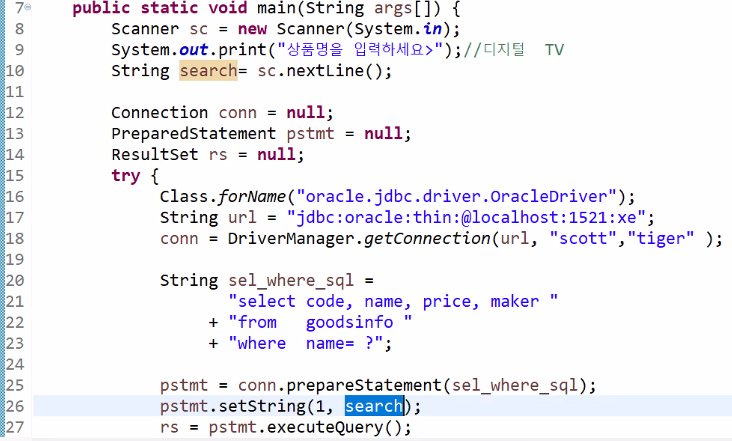 7 public static void main(String args[]) {
8 Scanner sc = new Scanner(System.in);
9 System.out.print("상품명을 입력하세요>");//디지털  TV
10 String search= sc.nextLine();
11
12 Connection conn = null;
13 PreparedStatement pstmt = null;
14 ResultSet rs = null;
15 try {
16 Class.forName("oracle.jdbc.driver.OracleDriver");
17 String url = "jdbc:oracle:thin:@localhost:1521:xe";
18 conn = DriverManager.getConnection(url, "scott","tiger" );
19
20 String sel_where_sql =
21 "select code, name, price, maker "
22 + "from   goodsinfo "
23 + "where  name= ?";
24
25 pstmt = conn.prepareStatement(sel_where_sql);
26 pstmt.setString(1, search);
27 rs = pstmt.executeQuery();